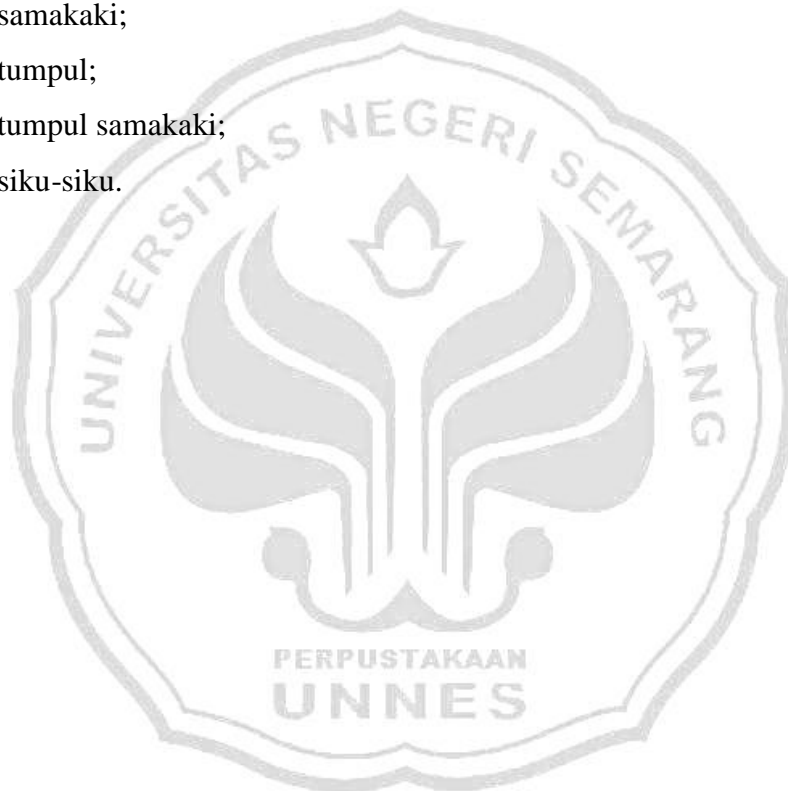 samakaki;
tumpul;
tumpul samakaki;
siku-siku.
UNIVERSITAS NEGERI SEMARANG
PERPUSTAKAAN
UNNES